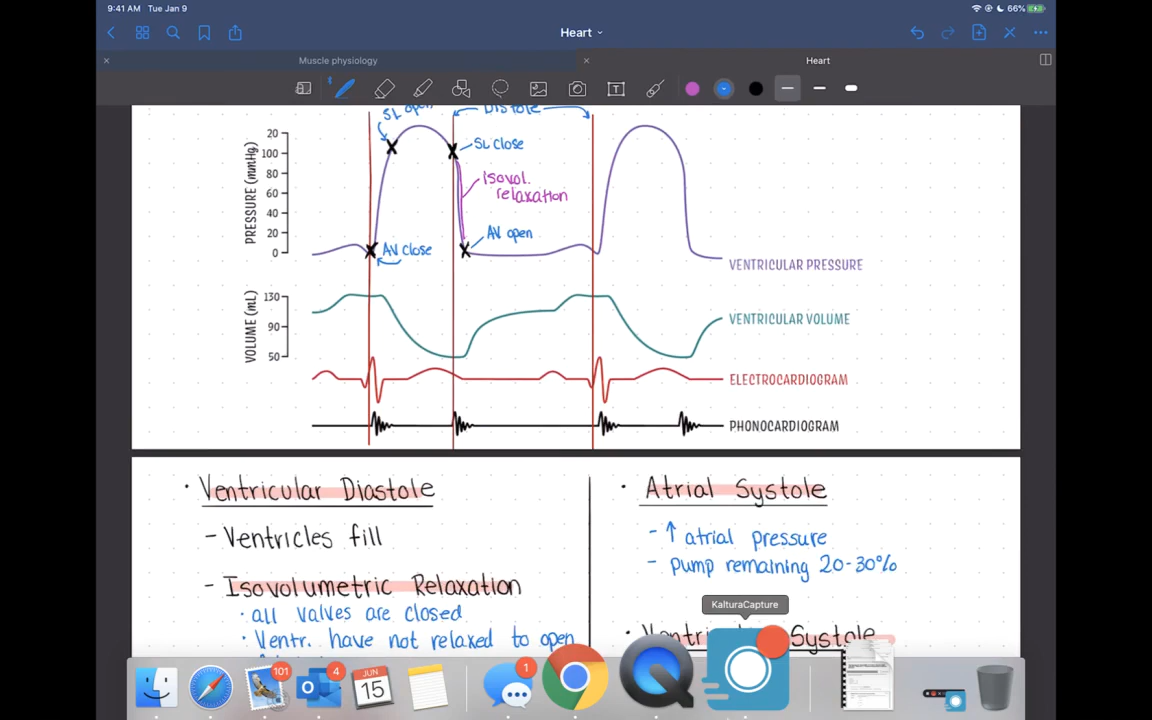 9:41 AM Tue Jan 9
66%
Heart
Muscle physiology
Heart
SL open
Diastole
20
100
80
60
40
20
0
PRESSURE (mmHg)
SL close
Isovol.
relaxation
AV open
AV close
VENTRICULAR PRESSURE
130
90
50
VOLUME (mL)
VENTRICULAR VOLUME
ELECTROCARDIOGRAM
PHONOCARDIOGRAM
· Ventricular Diastole
- Ventricles fill
- Isovolumetric Relaxation
· all valves are closed
· Ventr. have not relaxed to open
· Atrial Systole
- ↑ atrial pressure
- pump remaining 20-30%
Systole
KalturaCapture
101
4
JUN
15
1